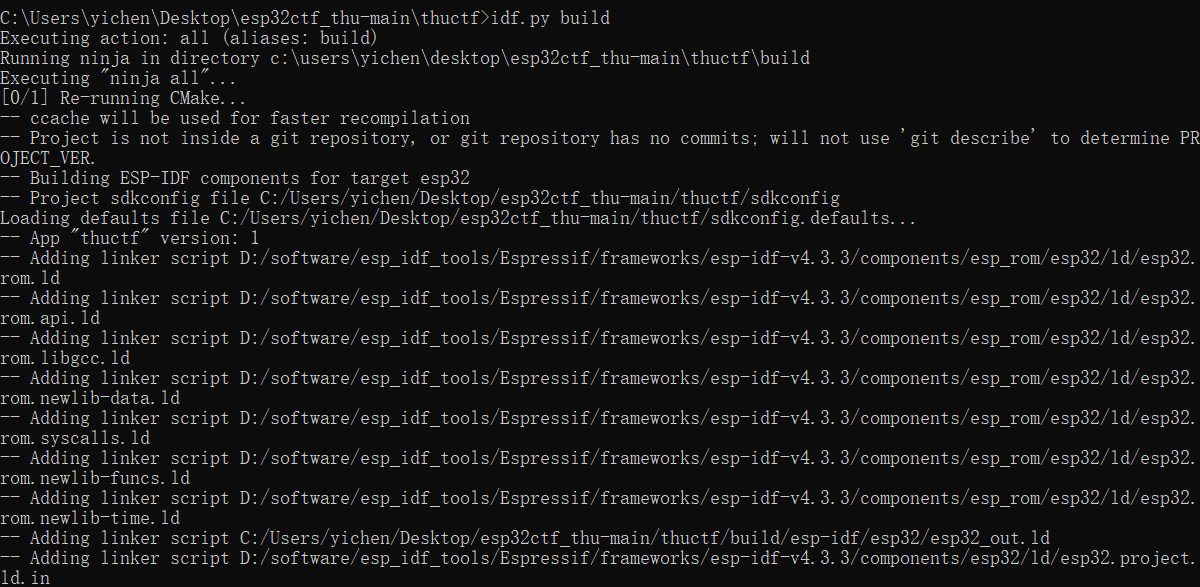 C:\Users\yichen\Desktop\esp32ctf_thu-main\thuctf>idf.py build
Executing action: all (aliases: build)
Running ninja in directory c:\users\yichen\desktop\esp32ctf_thu-main\thuctf\build
Executing "ninja all"...
[0/1] Re-running CMake...
-- ccache will be used for faster recompilation
-- Project is not inside a git repository, or git repository has no commits; will not use 'git describe' to determine PR
OJECT_VER.
-- Building ESP-IDF components for target esp32
-- Project sdkconfig file C:/Users/yichen/Desktop/esp32ctf_thu-main/thuctf/sdkconfig
Loading defaults file C:/Users/yichen/Desktop/esp32ctf_thu-main/thuctf/sdkconfig.defaults...
-- App "thuctf" version: 1
-- Adding linker script D:/software/esp_idf_tools/Espressif/frameworks/esp-idf-v4.3.3/components/esp_rom/esp32/ld/esp32.
rom.ld
-- Adding linker script D:/software/esp_idf_tools/Espressif/frameworks/esp-idf-v4.3.3/components/esp_rom/esp32/ld/esp32.
rom.api.ld
-- Adding linker script D:/software/esp_idf_tools/Espressif/frameworks/esp-idf-v4.3.3/components/esp_rom/esp32/ld/esp32.
rom.libgcc.ld
-- Adding linker script D:/software/esp_idf_tools/Espressif/frameworks/esp-idf-v4.3.3/components/esp_rom/esp32/ld/esp32.
rom.newlib-data.ld
-- Adding linker script D:/software/esp_idf_tools/Espressif/frameworks/esp-idf-v4.3.3/components/esp_rom/esp32/ld/esp32.
rom.syscalls.ld
-- Adding linker script D:/software/esp_idf_tools/Espressif/frameworks/esp-idf-v4.3.3/components/esp_rom/esp32/ld/esp32.
rom.newlib-funcs.ld
-- Adding linker script D:/software/esp_idf_tools/Espressif/frameworks/esp-idf-v4.3.3/components/esp_rom/esp32/ld/esp32.
rom.newlib-time.ld
-- Adding linker script C:/Users/yichen/Desktop/esp32ctf_thu-main/thuctf/build/esp-idf/esp32/esp32_out.ld
-- Adding linker script D:/software/esp_idf_tools/Espressif/frameworks/esp-idf-v4.3.3/components/esp32/ld/esp32.project.
ld.in